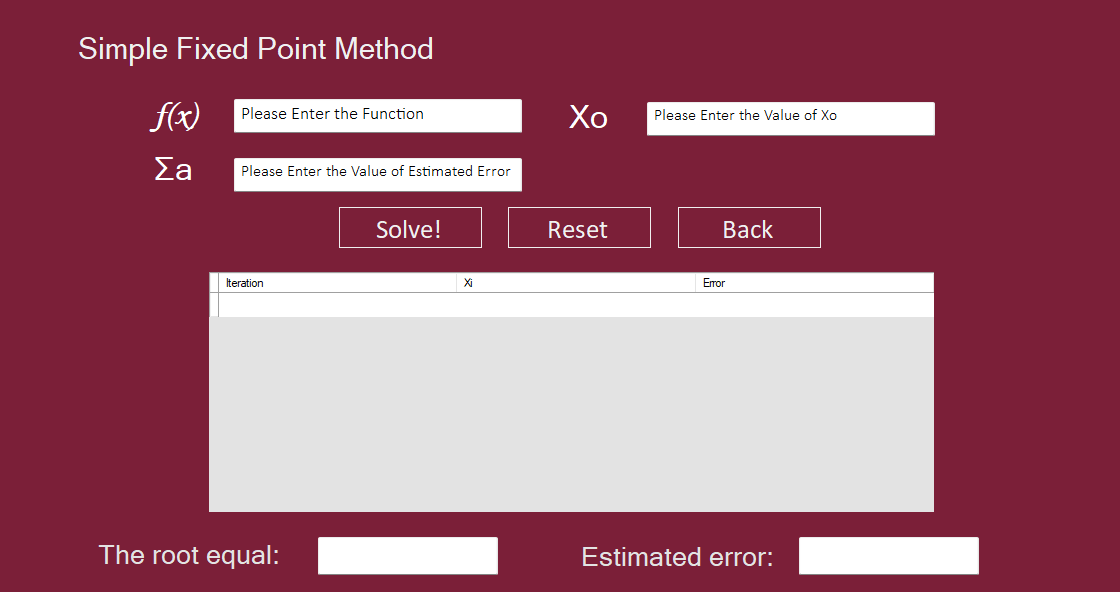 Simple Fixed Point Method
f(x) Please Enter the Function Xo Please Enter the Value of Xo
Σa Please Enter the Value of Estimated Error
Solve! Reset Back
Iteration Xi Error
The root equal: Estimated error: